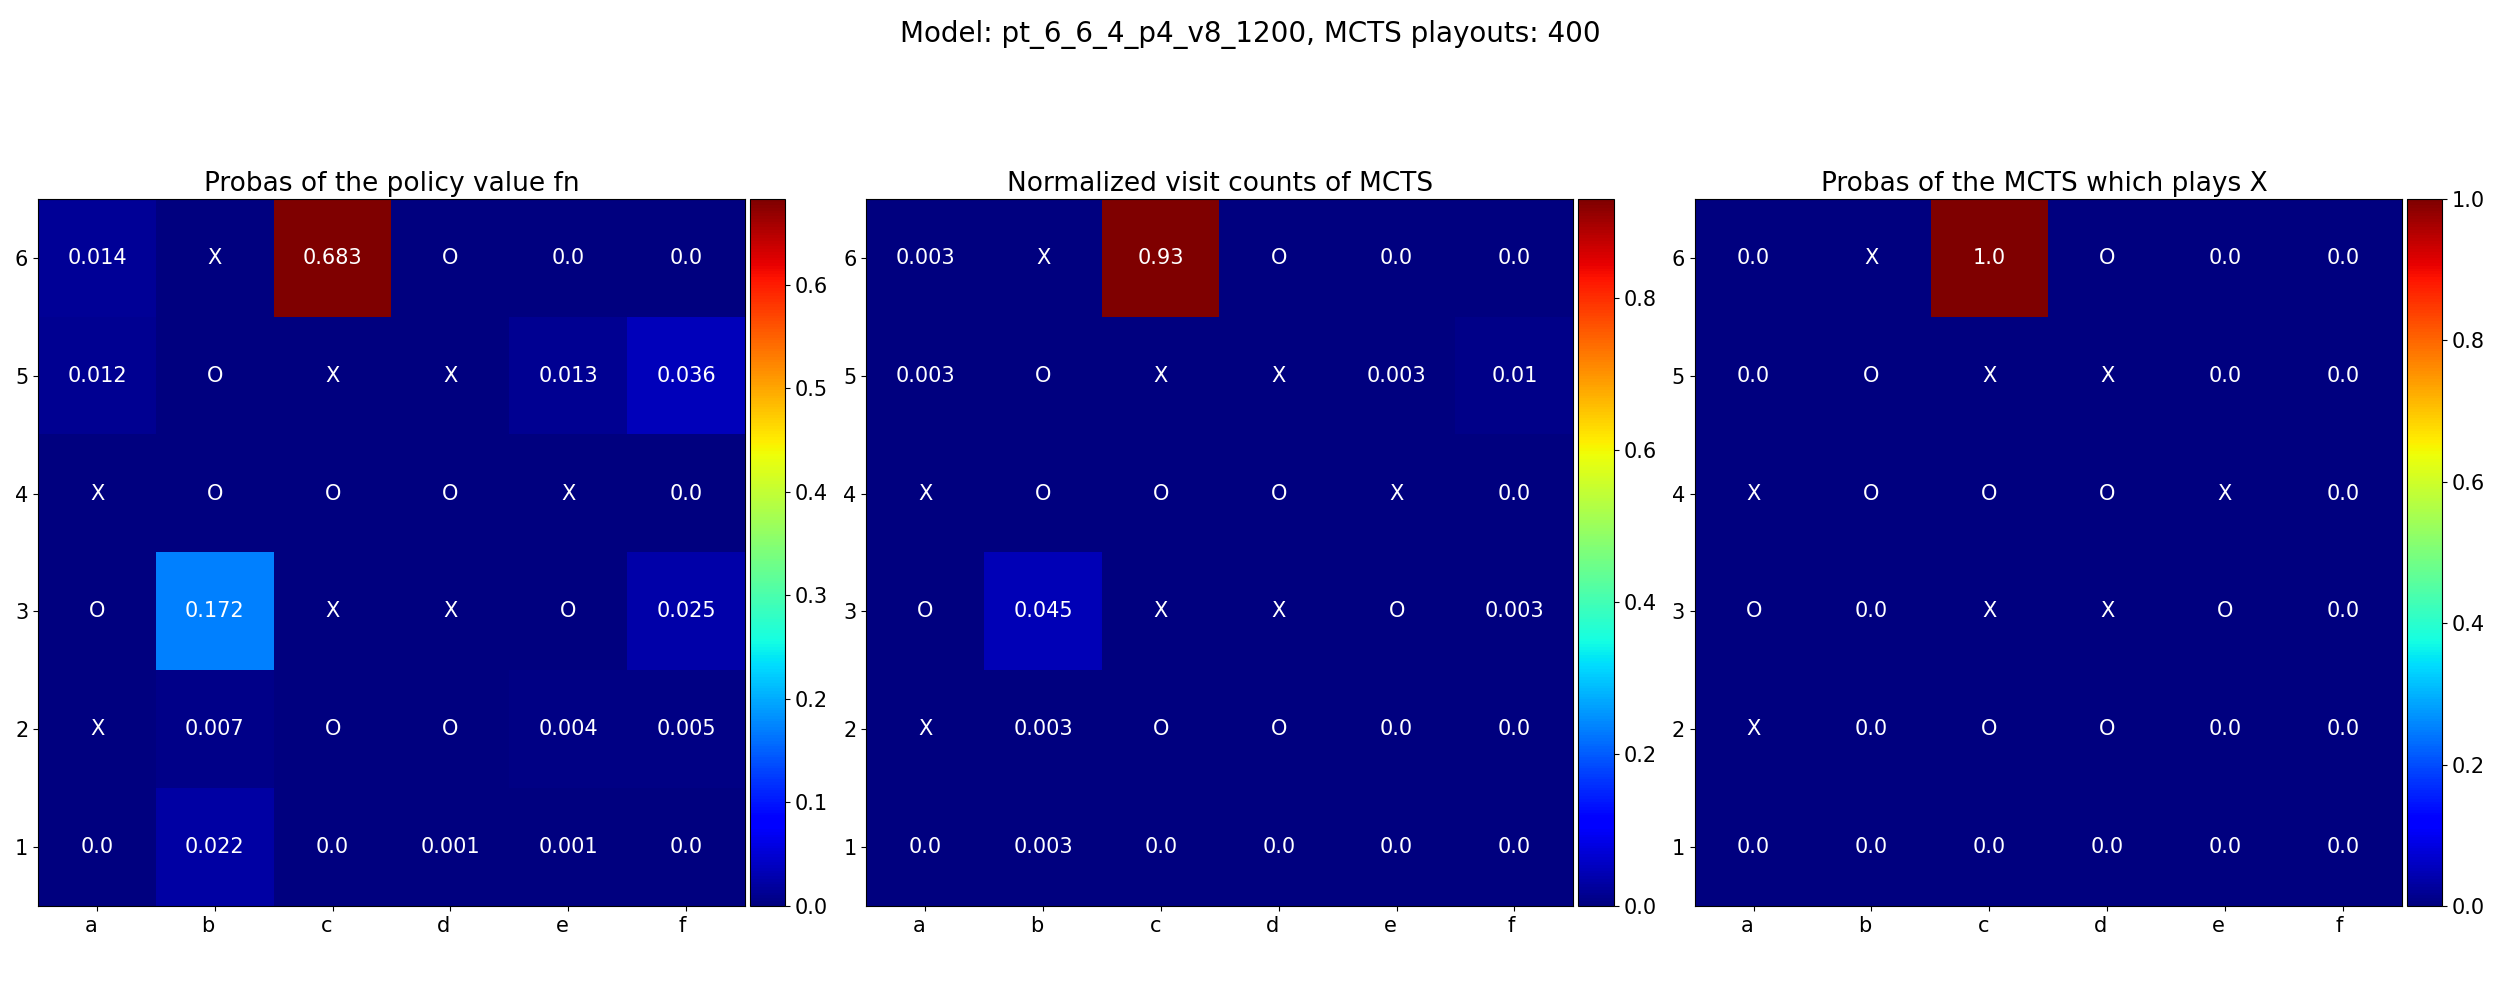 Model: pt_6_6_4_p4_v8_1200, MCTS playouts: 400
Probas of the policy value fn
6 0.014 X 0.683 O 0.0 0.0
5 0.012 O X X 0.013 0.036
4 X O O O X 0.0
3 O 0.172 X X O 0.025
2 X 0.007 O O 0.004 0.005
1 0.0 0.022 0.0 0.001 0.001 0.0
a b c d e f
0.6
0.5
0.4
0.3
0.2
0.1
0.0
Normalized visit counts of MCTS
6 0.003 X 0.93 O 0.0 0.0
5 0.003 O X X 0.003 0.01
4 X O O O X 0.0
3 O 0.045 X X O 0.003
2 X 0.003 O O 0.0 0.0
1 0.0 0.003 0.0 0.0 0.0 0.0
a b c d e f
0.8
0.6
0.4
0.2
0.0
Probas of the MCTS which plays X
6 0.0 X 1.0 O 0.0 0.0
5 0.0 O X X 0.0 0.0
4 X O O O X 0.0
3 O 0.0 X X O 0.0
2 X 0.0 O O 0.0 0.0
1 0.0 0.0 0.0 0.0 0.0 0.0
a b c d e f
1.0
0.8
0.6
0.4
0.2
0.0